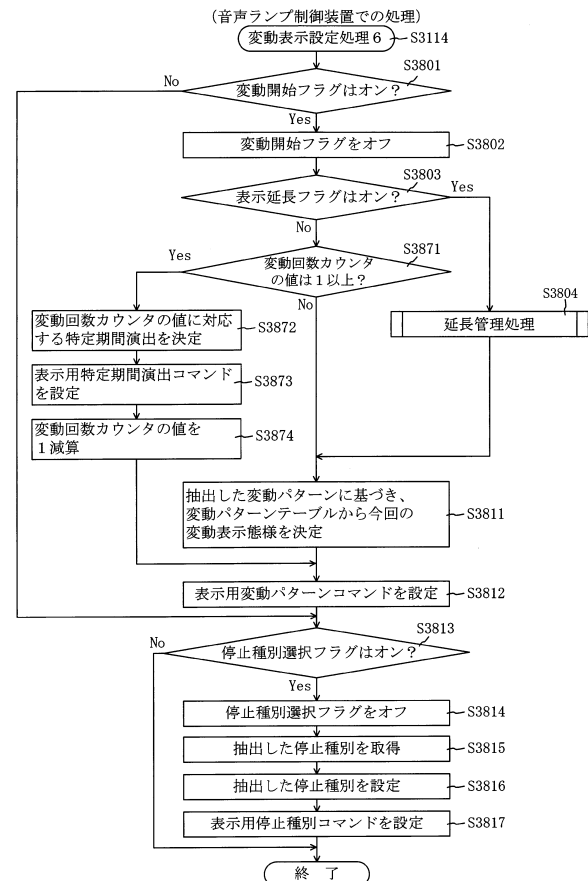 （音声ランプ制御装置での処理）
変動表示設定処理６
S3114
S3801
No
変動開始フラグはオン？
Yes
変動開始フラグをオフ
S3802
S3803
表示延長フラグはオン？
Yes
No
S3871
Yes
変動回数カウンタ
の値は１以上？
No
S3804
延長管理処理
変動回数カウンタの値に対応
する特定期間演出を決定
S3872
表示用特定期間演出コマンド
を設定
S3873
変動回数カウンタの値を
１減算
S3874
抽出した変動パターンに基づき、
変動パターンテーブルから今回の
変動表示態様を決定
S3811
表示用変動パターンコマンドを設定
S3812
S3813
No
停止種別選択フラグはオン？
Yes
停止種別選択フラグをオフ
S3814
抽出した停止種別を取得
S3815
抽出した停止種別を設定
S3816
表示用停止種別コマンドを設定
S3817
終 了